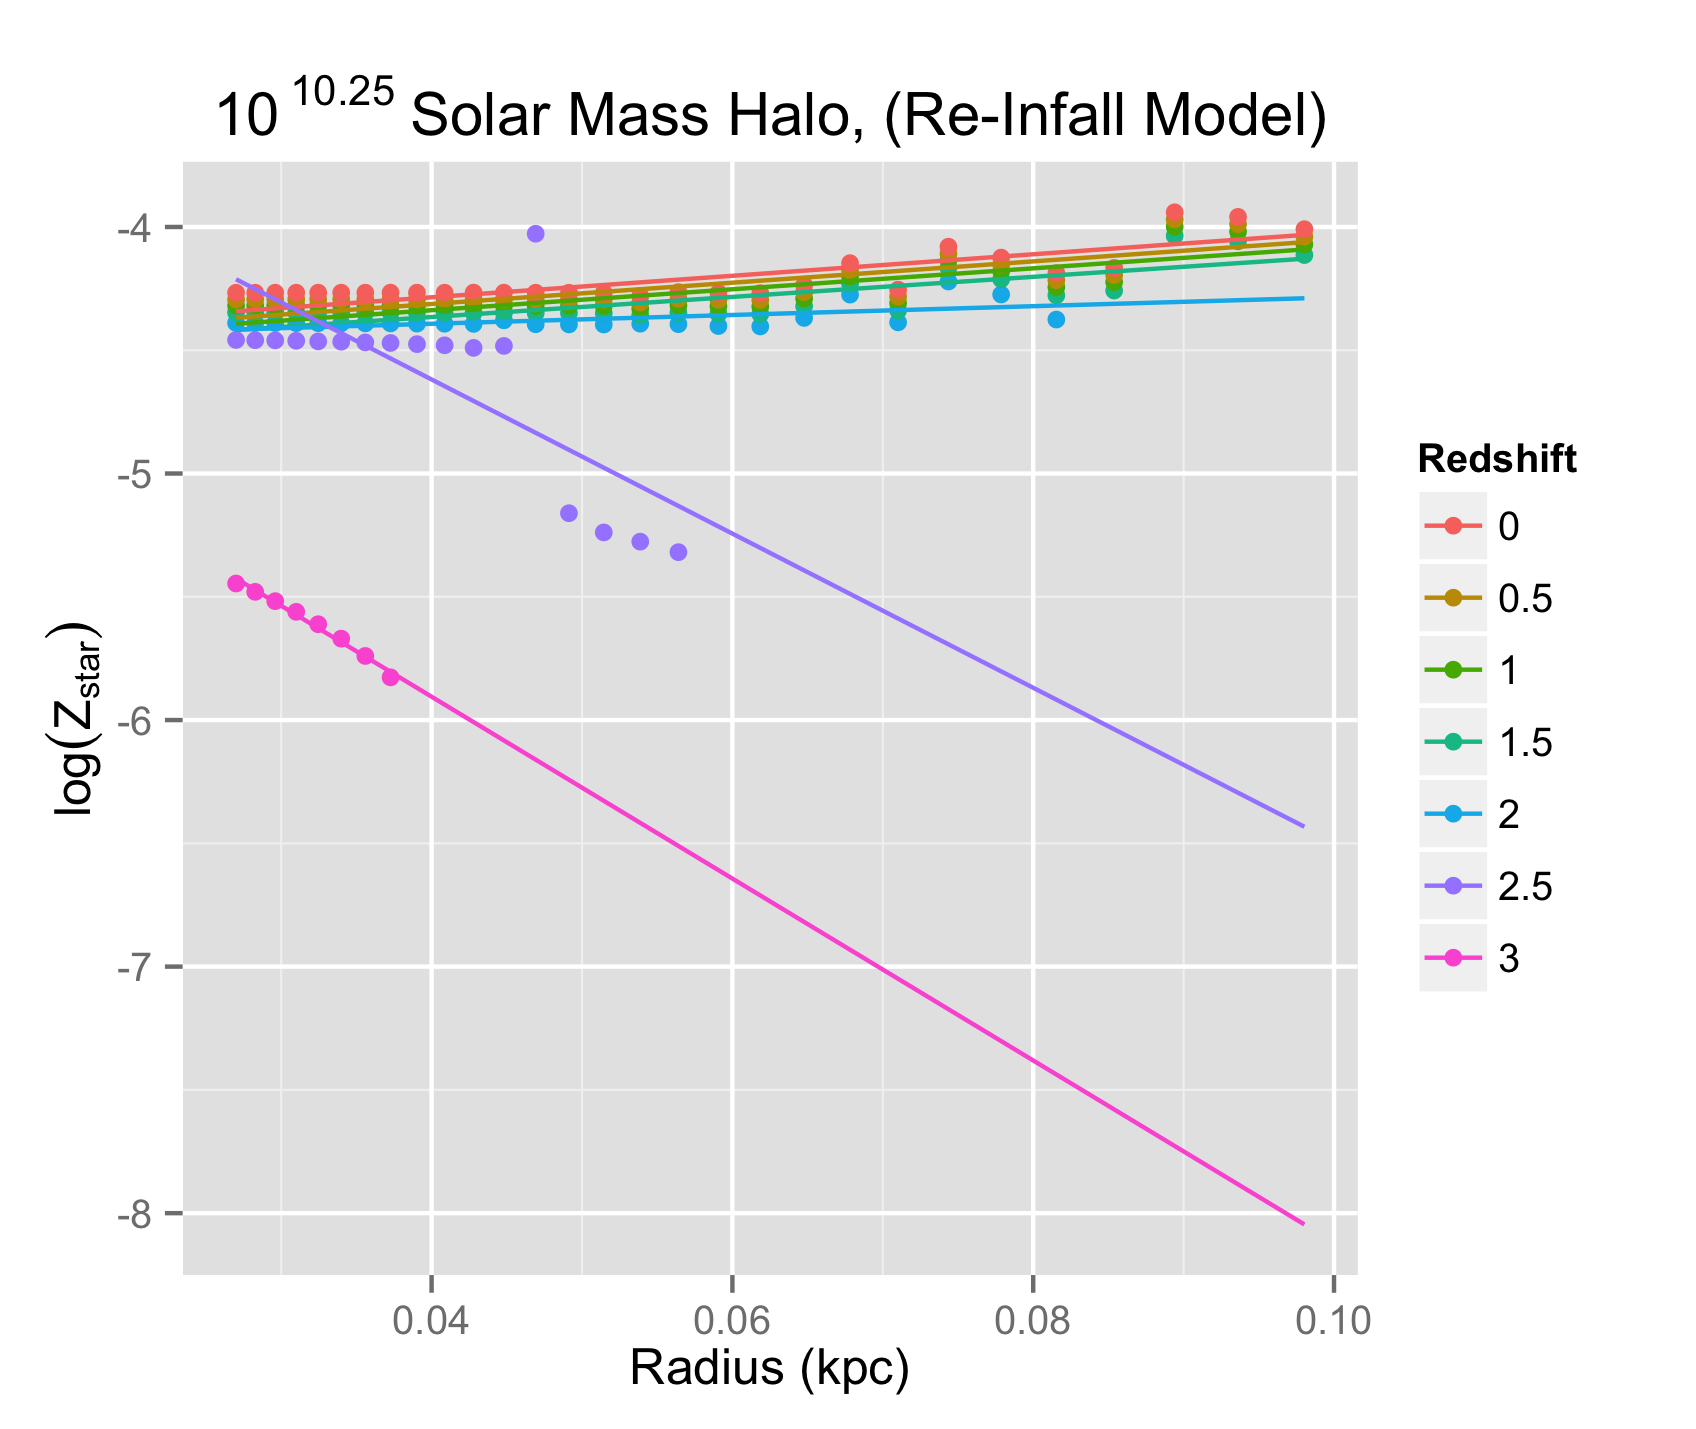 10^10.25 Solar Mass Halo, (Re-Infall Model)
-4
-5
-6
-7
-8
log(Z_star)
0.04 0.06 0.08 0.10
Radius (kpc)
Redshift
0
0.5
1
1.5
2
2.5
3